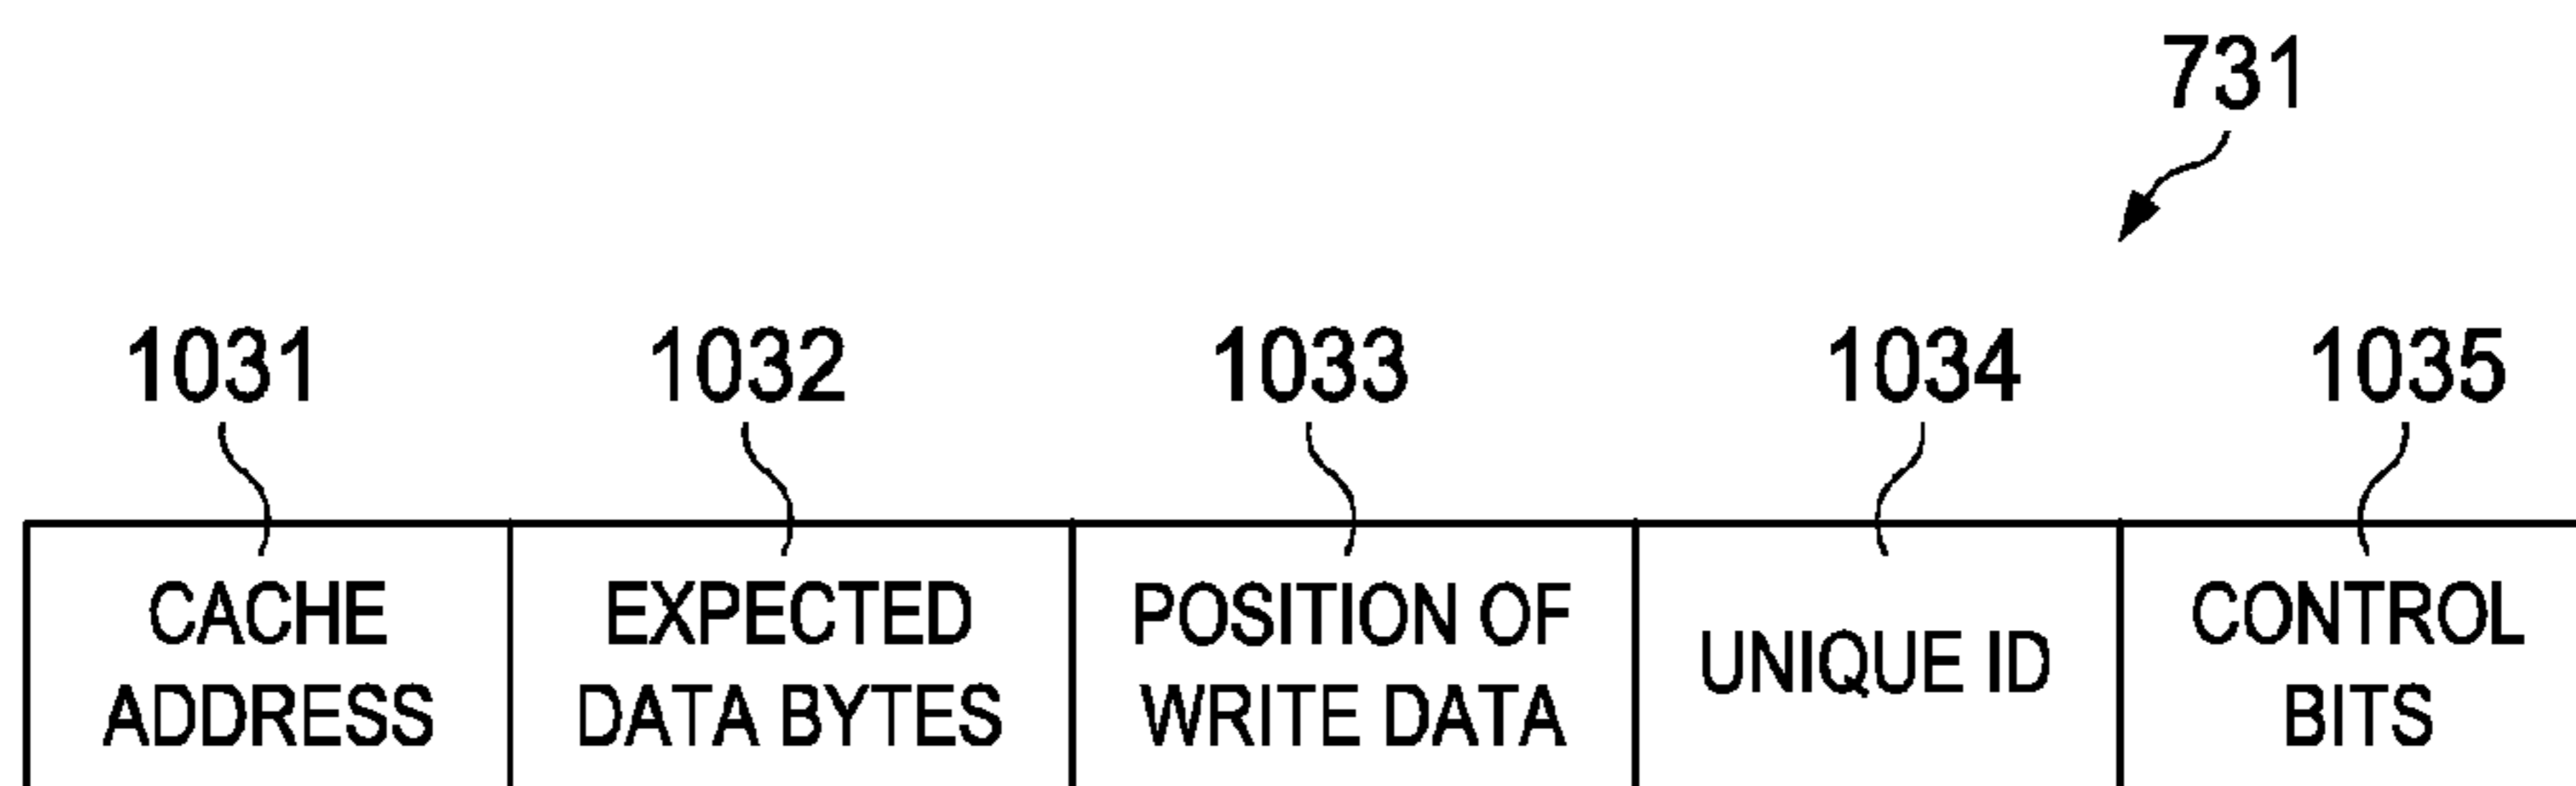 731
1031 1032 1033 1034 1035
CACHE ADDRESS
EXPECTED DATA BYTES
POSITION OF WRITE DATA
UNIQUE ID
CONTROL BITS